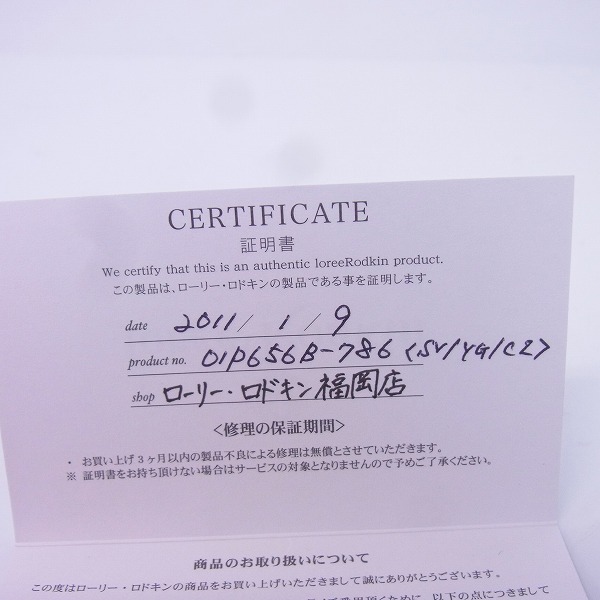 CERTIFICATE
証明書
We certify that this is an authentic loreeRodkin product.
この製品は、ローリー・ロドキンの製品である事を証明します。
date 2011/1/9
product no. 01P656B-786 <SV/YG/CZ>
shop ローリー・ロドキン福岡店
<修理の保証期間>
・ お買い上げ3ヶ月以内の製品不良による修理は無償とさせていただきます。
※ 証明書をお持ち頂けない場合はサービスの対象となりませんので予めご了承ください。
商品のお取り扱いについて
この度はローリー・ロドキンの商品をお買い上げいただきまして誠にありがとうございます。
以下の点につきまして